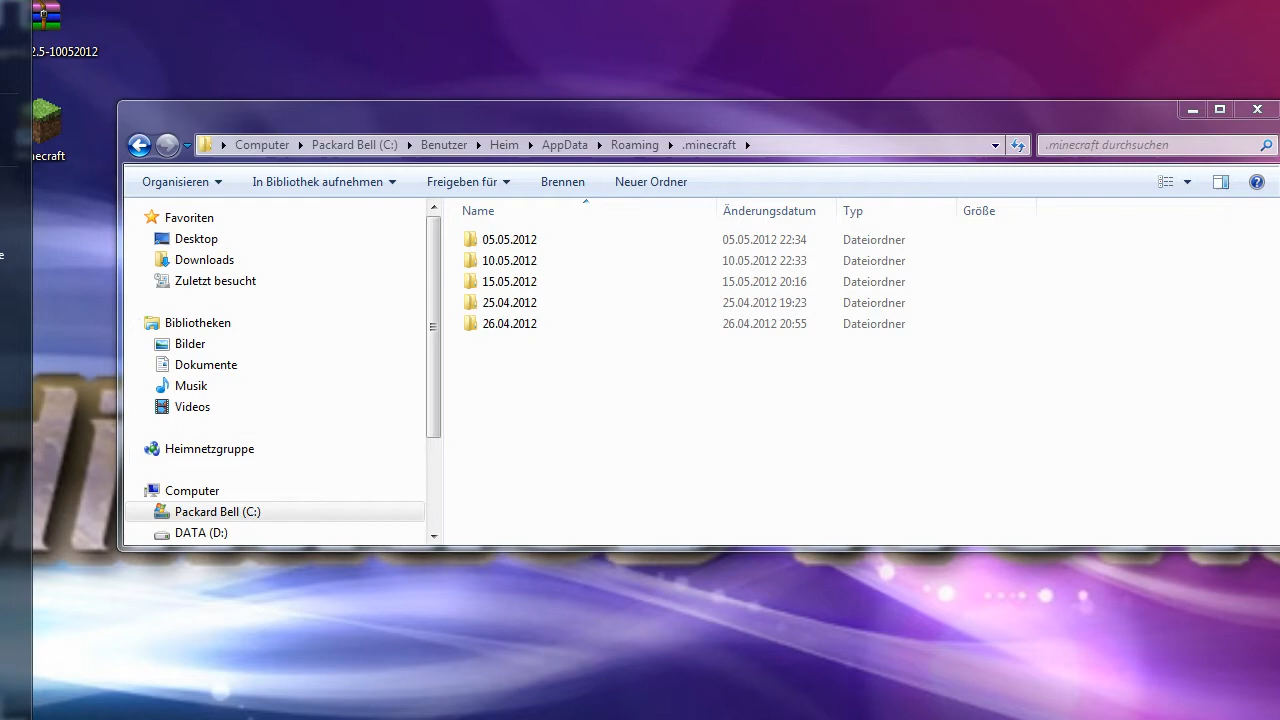 2.5-10052012
necraft
e
Computer Packard Bell (C:) Benutzer Heim AppData Roaming .minecraft
.minecraft durchsuchen
Organisieren In Bibliothek aufnehmen Freigeben für Brennen Neuer Ordner
Favoriten
Desktop
Downloads
Zuletzt besucht
Bibliotheken
Bilder
Dokumente
Musik
Videos
Heimnetzgruppe
Computer
Packard Bell (C:)
DATA (D:)
Name Änderungsdatum Typ Größe
05.05.2012 05.05.2012 22:34 Dateiordner
10.05.2012 10.05.2012 22:33 Dateiordner
15.05.2012 15.05.2012 20:16 Dateiordner
25.04.2012 25.04.2012 19:23 Dateiordner
26.04.2012 26.04.2012 20:55 Dateiordner